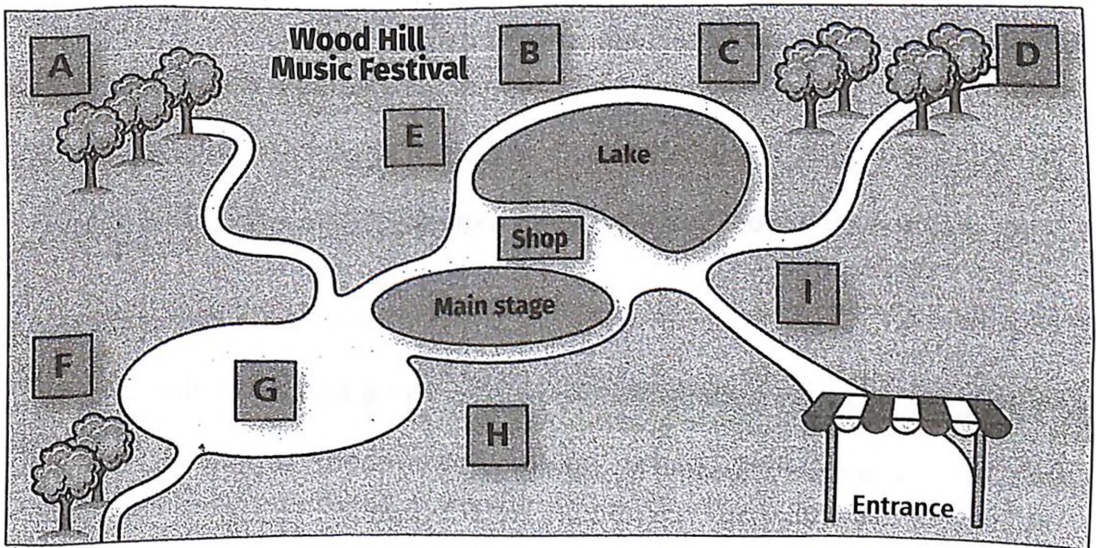 A
Wood Hill
Music Festival
B
C
D
E
Lake
Shop
I
Main stage
F
G
H
Entrance